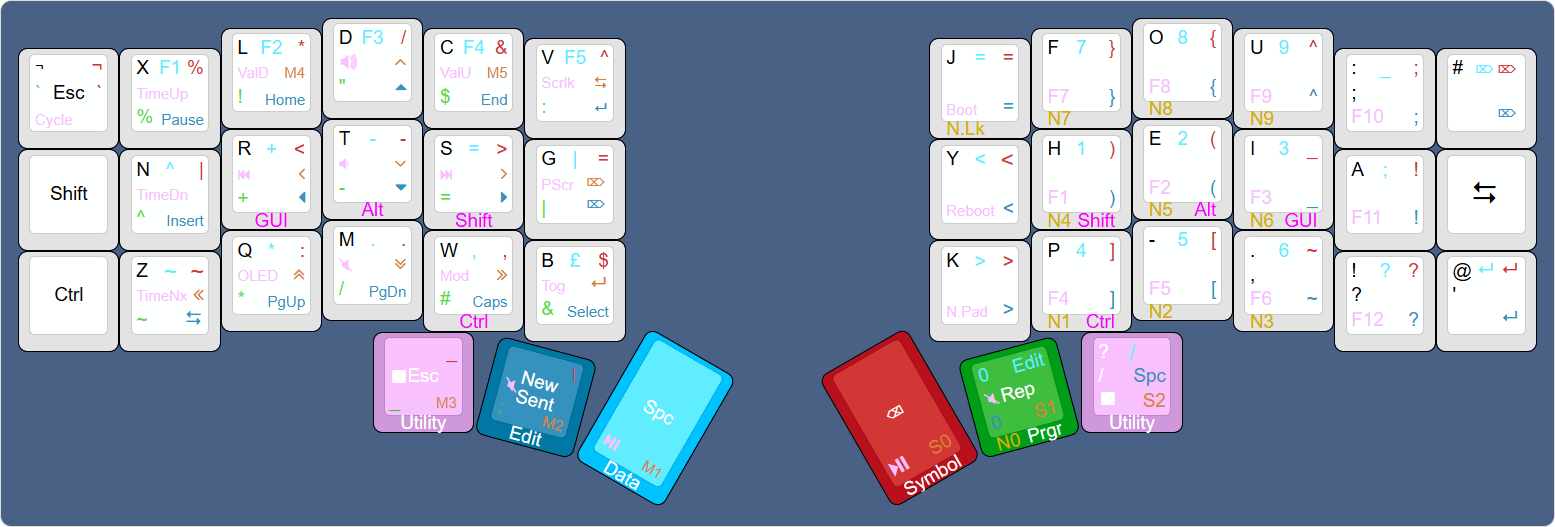 ¬ ¬
` Esc `
Cycle
X F1 %
TimeUp
% Pause
L F2 *
ValD M4
! Home
D F3 /
"
C F4 &
ValU M5
$ End
V F5 ^
Scrlk
:
Shift
N ^ |
TimeDn
^ Insert
R + <
+
GUI
T - -
-
Alt
S = >
=
Shift
G | =
PScr
|
Ctrl
Z ~ ~
TimeNx
~
Q * :
OLED
* PgUp
M . .
/ PgDn
W , ,
Mod
# Caps
Ctrl
B £ $
Tog
& Select
_
Esc
_ M3
Utility
|
New
Sent
M2
Edit
Spc
M1
Data
J = =
Boot =
N.Lk
F 7 }
F7 }
N7
O 8 {
F8 {
N8
U 9 ^
F9 ^
N9
: _ ;
;
F10 ;
#
Y < <
Reboot <
H 1 )
F1 )
N4 Shift
E 2 (
F2 (
N5 Alt
I 3 _
F3 _
N6 GUI
A ; !
F11 !
K > >
N.Pad >
P 4 ]
F4 ]
N1 Ctrl
- 5 [
F5 [
N2
. 6 ~
,
F6 ~
N3
! ? ?
?
F12 ?
@
'
S0
Symbol
0 Edit
Rep
0 S1
N0 Prgr
? /
/ Spc
S2
Utility